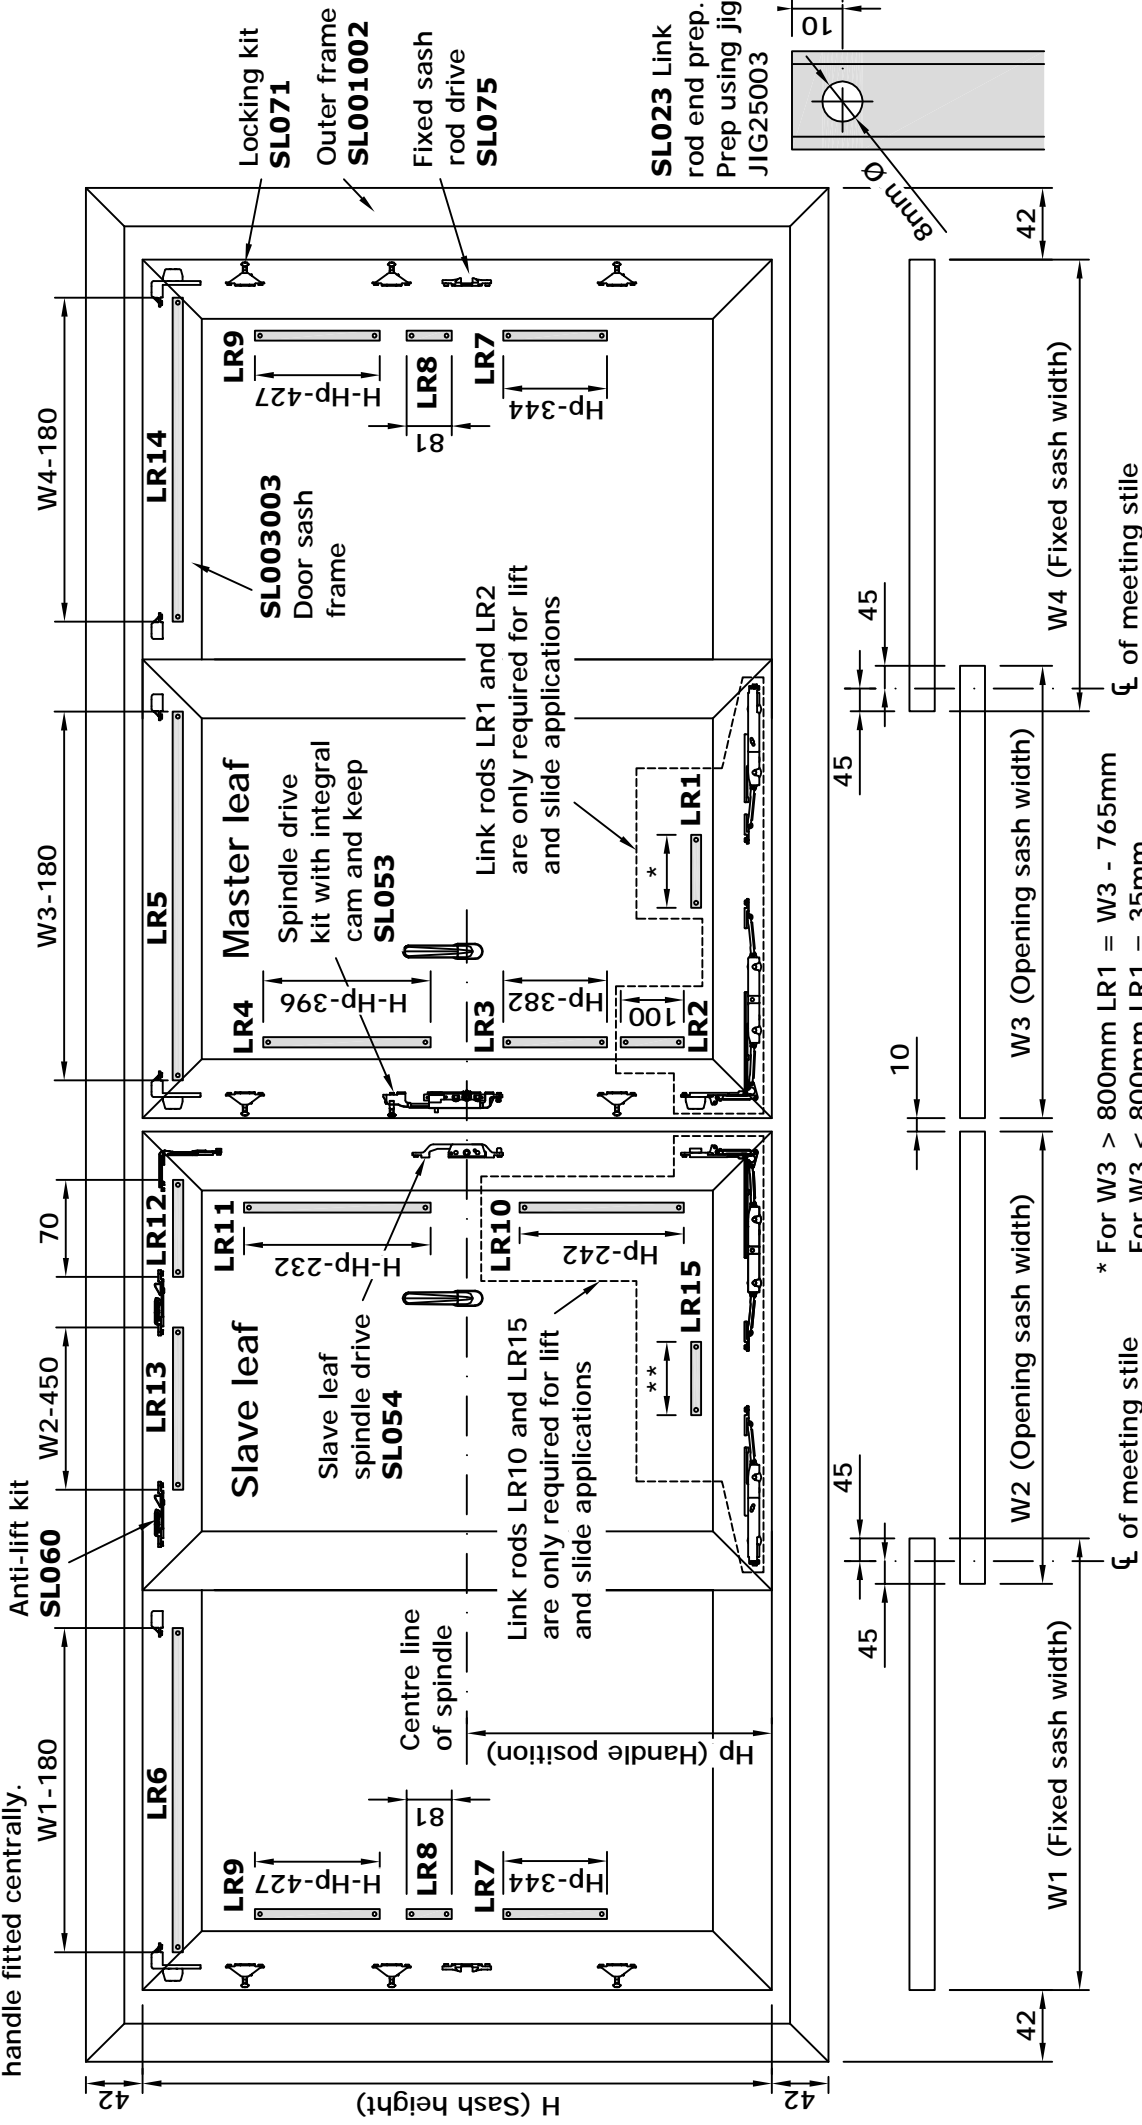 handle fitted centrally.
Anti-lift kit
SL060
W1-180
W2-450
70
W3-180
W4-180
Locking kit
SL071
Outer frame
SL001002
Fixed sash
rod drive
SL075
SL023 Link
rod end prep.
Prep using jig
JIG25003
10
8mm Ø
LR6
LR13
LR12
LR5
LR14
SL003003
Door sash
frame
LR9
H-Hp-427
LR8
81
LR7
Hp-344
Centre line
of spindle
Hp (Handle position)
Slave leaf
Slave leaf
spindle drive
SL054
LR11
H-Hp-232
LR10
Hp-242
LR15
**
Link rods LR10 and LR15
are only required for lift
and slide applications
Master leaf
Spindle drive
kit with integral
cam and keep
SL053
LR4
H-Hp-396
LR3
Hp-382
LR2
100
LR1
*
Link rods LR1 and LR2
are only required for lift
and slide applications
LR9
H-Hp-427
LR8
81
LR7
Hp-344
42
H (Sash height)
42
42
45
45
10
45
45
42
W1 (Fixed sash width)
W2 (Opening sash width)
W3 (Opening sash width)
W4 (Fixed sash width)
℄ of meeting stile
℄ of meeting stile
* For W3 > 800mm LR1 = W3 - 765mm
For W3 < 800mm LR1 = 35mm